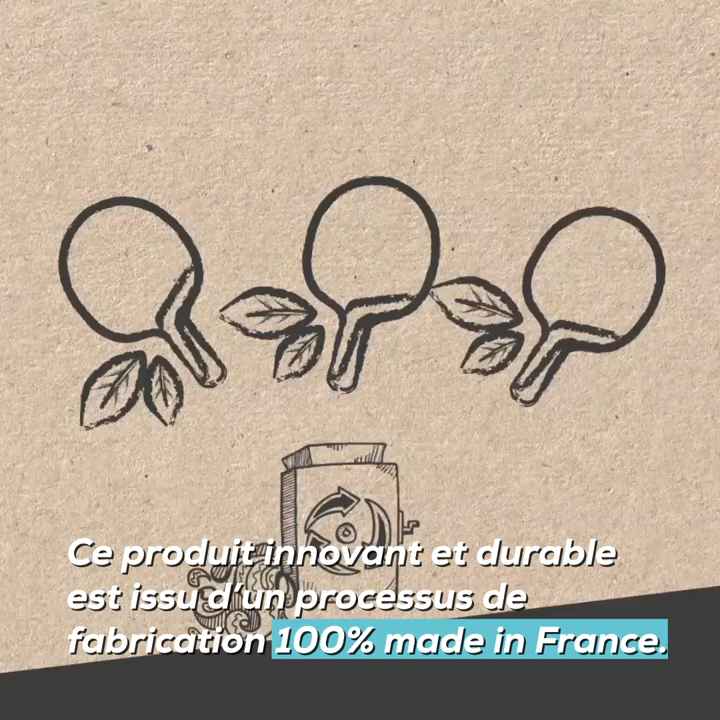 Ce produit innovant et durable
est issu d'un processus de
fabrication 100% made in France.